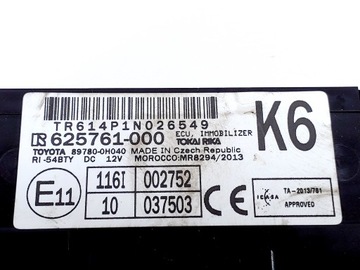 TR614P1N026549
625761-000 ECU, IMMOBILIZER TOKAI RIKA K6
TOYOTA 89780-0H040 MADE IN Czech Republic
RI-54BTY DC 12V MOROCCO:MR8294/2013
E11 116I 002752 CE ICASA TA-2013/781
10 037503 APPROVED